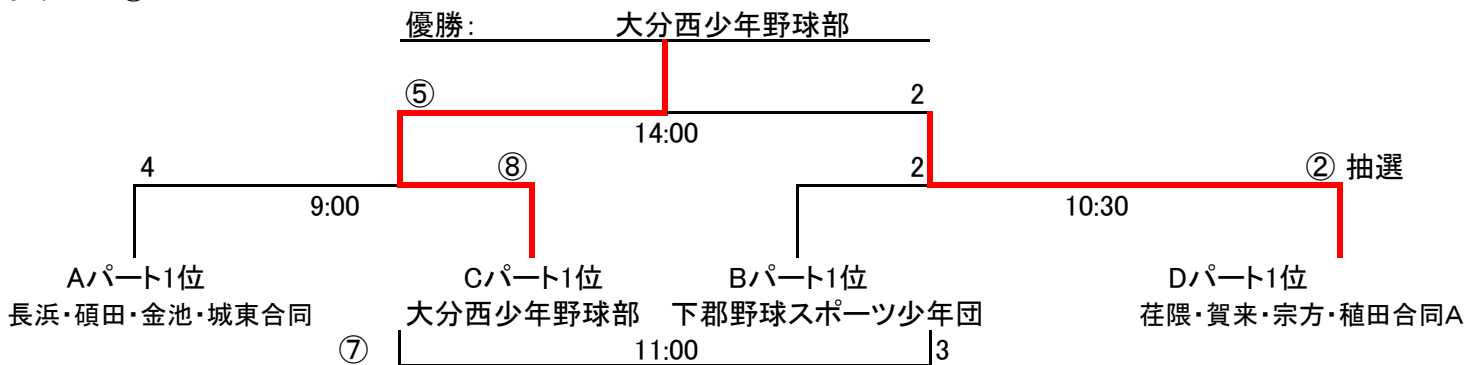 優勝: 大分西少年野球部
⑤ 2
14:00
4 ⑧ 2 ② 抽選
9:00 10:30
Aパート1位 Cパート1位 Bパート1位 Dパート1位
長浜・碩田・金池・城東合同 大分西少年野球部 下郡野球スポーツ少年団 荏隈・賀来・宗方・稙田合同A
⑦ 11:00 3